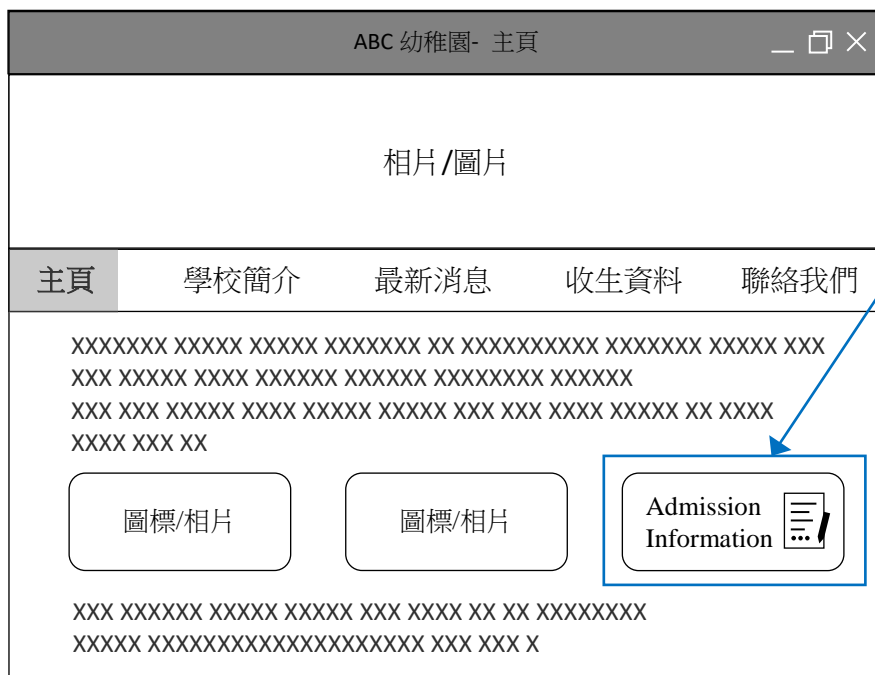 ABC 幼稚園- 主頁
相片/圖片
主頁 學校簡介 最新消息 收生資料 聯絡我們
XXXXXXX XXXXX XXXXX XXXXXXX XX XXXXXXXXXX XXXXXXX XXXXX XXX
XXX XXXXX XXXX XXXXXX XXXXXX XXXXXXXX XXXXXX
XXX XXX XXXXX XXXX XXXXX XXXXX XXX XXX XXXX XXXXX XX XXXX
XXXX XXX XX
圖標/相片
圖標/相片
Admission
Information
XXX XXXXXX XXXXX XXXXX XXX XXXX XX XX XXXXXXXX
XXXXX XXXXXXXXXXXXXXXXXXXXX XXX XXX X